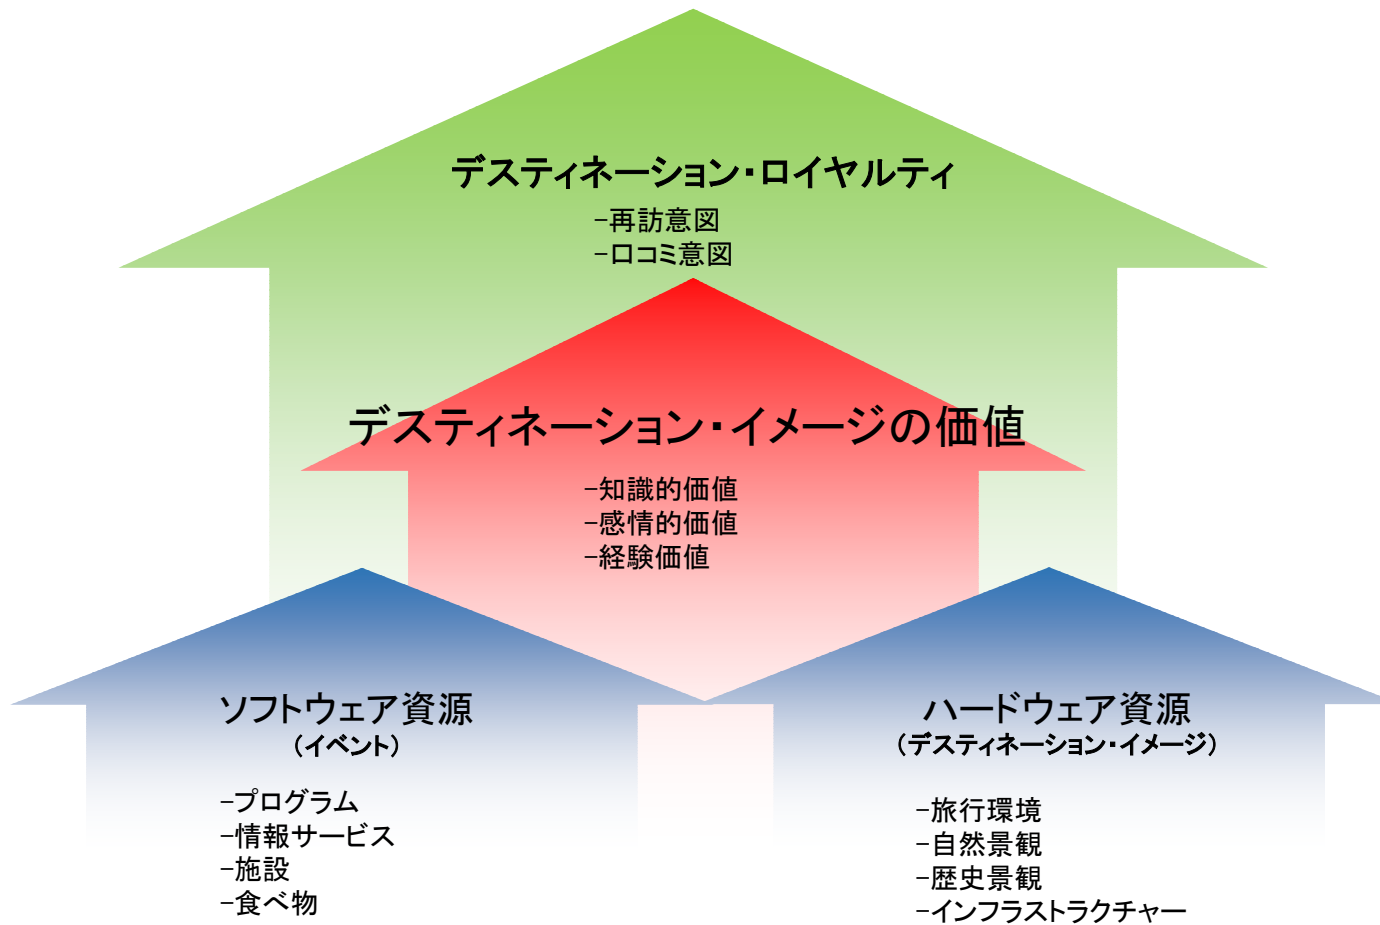 デスティネーション・ロイヤルティ
-再訪意図
-口コミ意図
デスティネーション・イメージの価値
-知識的価値
-感情的価値
-経験価値
ソフトウェア資源
（イベント）
-プログラム
-情報サービス
-施設
-食べ物
ハードウェア資源
（デスティネーション・イメージ）
-旅行環境
-自然景観
-歴史景観
-インフラストラクチャー